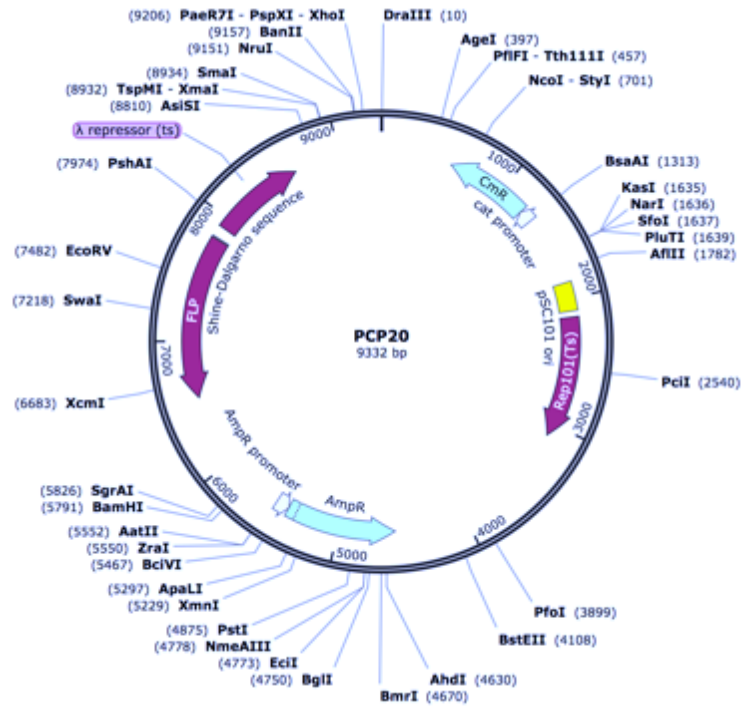 (9206) PaeR7I - PspXI - XhoI
(9157) BanII
(9151) NruI
(8934) SmaI
(8932) TspMI - XmaI
(8810) AsiSI
λ repressor (ts)
(7974) PshAI
(7482) EcoRV
(7218) SwaI
(6683) XcmI
(5826) SgrAI
(5791) BamHI
(5552) AatII
(5550) ZraI
(5467) BciVI
(5297) ApaLI
(5229) XmnI
(4875) PstI
(4778) NmeAIII
(4773) EciI
(4750) BglI
BmrI (4670)
AhdI (4630)
BstEII (4108)
PfoI (3899)
PciI (2540)
AflII (1782)
PluTI (1639)
SfoI (1637)
NarI (1636)
KasI (1635)
BsaAI (1313)
NcoI - StyI (701)
PflFI - Tth111I (457)
AgeI (397)
DraIII (10)
1000
2000
3000
4000
5000
6000
7000
8000
9000
CmR
cat promoter
pSC101 ori
Rep101(Ts)
AmpR
AmpR promoter
FLP
Shine-Dalgarno sequence
PCP20
9332 bp